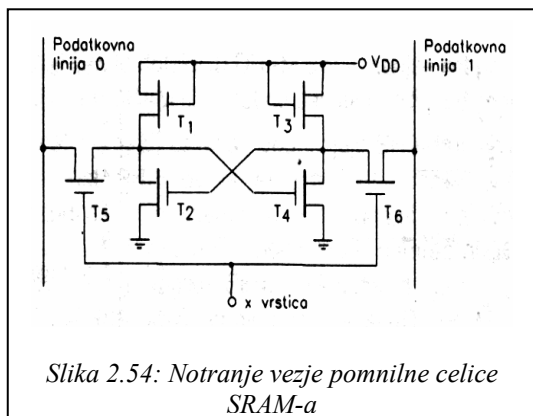 Podatkovna
linija 0
Podatkovna
linija 1
VDD
T1
T3
T2
T4
T5
T6
x vrstica
Slika 2.54: Notranje vezje pomnilne celice
SRAM-a